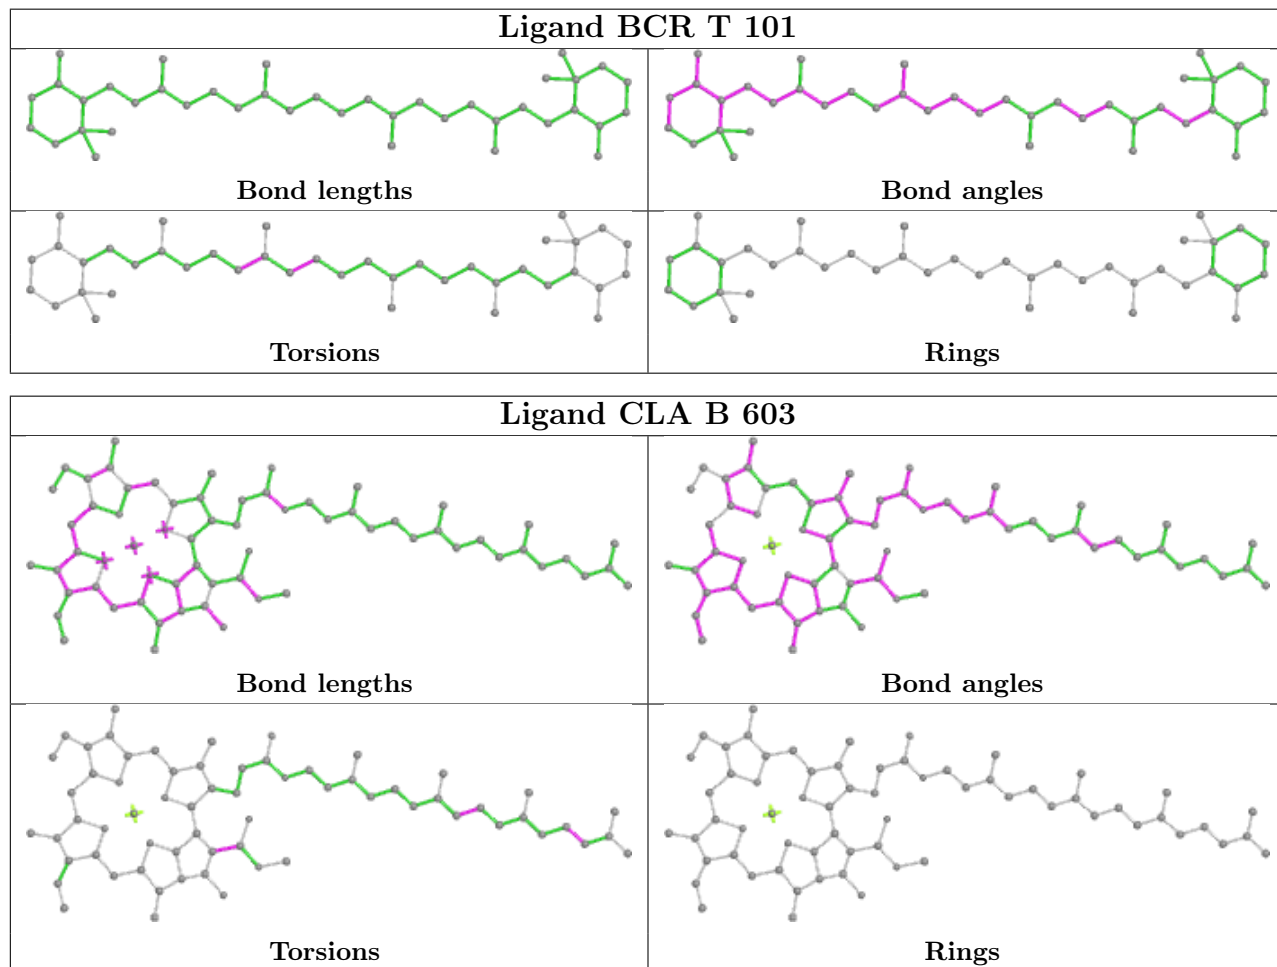 Ligand BCR T 101
Bond lengths
Bond angles
Torsions
Rings
Ligand CLA B 603
Bond lengths
Bond angles
Torsions
Rings